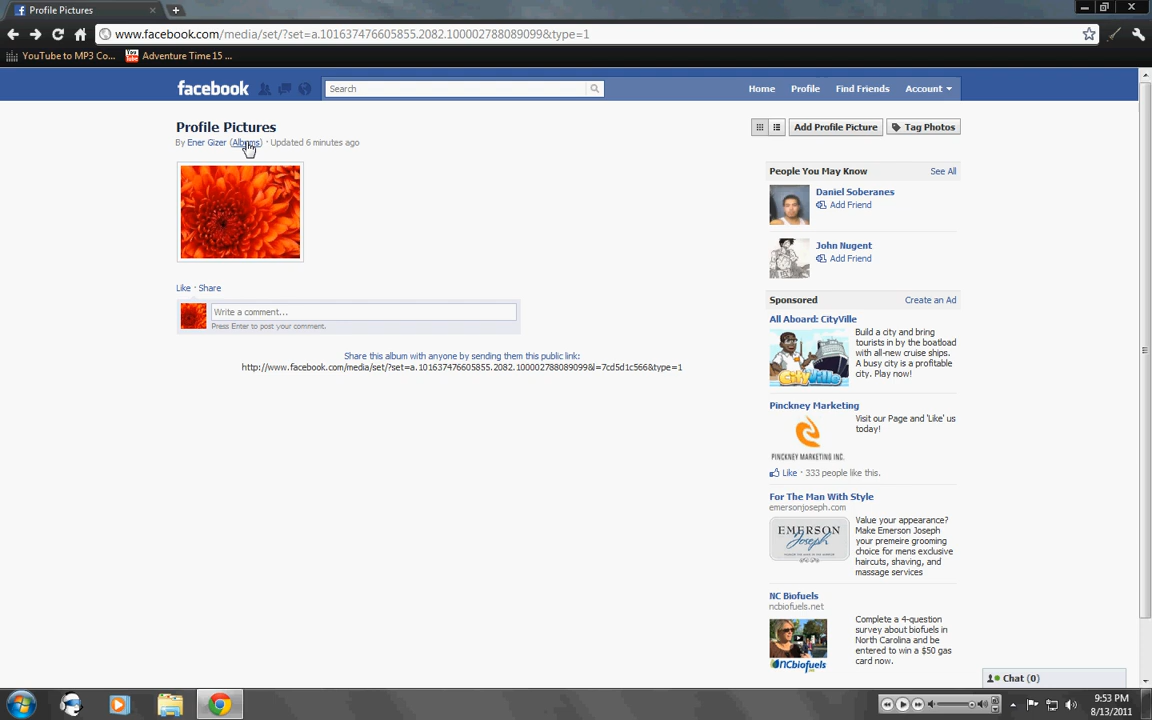 Profile Pictures
www.facebook.com/media/set/?set=a.101637476605855.2082.100002788089099&type=1
YouTube to MP3 Co...
You Tube
Adventure Time 15 ...
facebook
Search
Home
Profile
Find Friends
Account
Profile Pictures
By Ener Gizer (Albums) · Updated 6 minutes ago
Add Profile Picture
Tag Photos
Like · Share
Write a comment...
Press Enter to post your comment.
Share this album with anyone by sending them this public link:
http://www.facebook.com/media/set/?set=a.101637476605855.2082.100002788089099&l=7cd5d1c566&type=1
People You May Know
See All
Daniel Soberanes
Add Friend
John Nugent
Add Friend
Sponsored
Create an Ad
All Aboard: CityVille
CityVille
Build a city and bring
tourists in by the boatload
with all-new cruise ships.
A busy city is a profitable
city. Play now!
Pinckney Marketing
PINCKNEY MARKETING INC.
Visit our Page and 'Like' us
today!
Like · 333 people like this.
For The Man With Style
emersonjoseph.com
EMERSON
Joseph
Value your appearance?
Make Emerson Joseph
your premeire grooming
choice for mens exclusive
haircuts, shaving, and
massage services
NC Biofuels
ncbiofuels.net
NCbiofuels
Complete a 4-question
survey about biofuels in
North Carolina and be
entered to win a $50 gas
card now.
Chat (0)
9:53 PM
8/13/2011